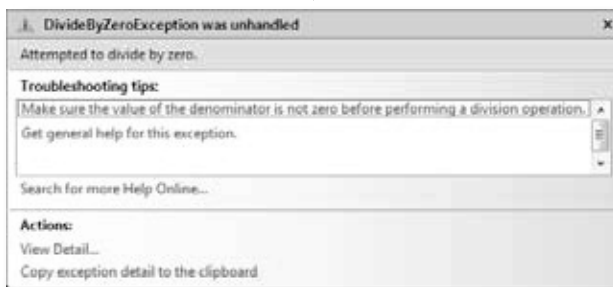 DivideByZeroException was unhandled
Attempted to divide by zero.
Troubleshooting tips:
Make sure the value of the denominator is not zero before performing a division operation.
Get general help for this exception.
Search for more Help Online...
Actions:
View Detail...
Copy exception detail to the clipboard